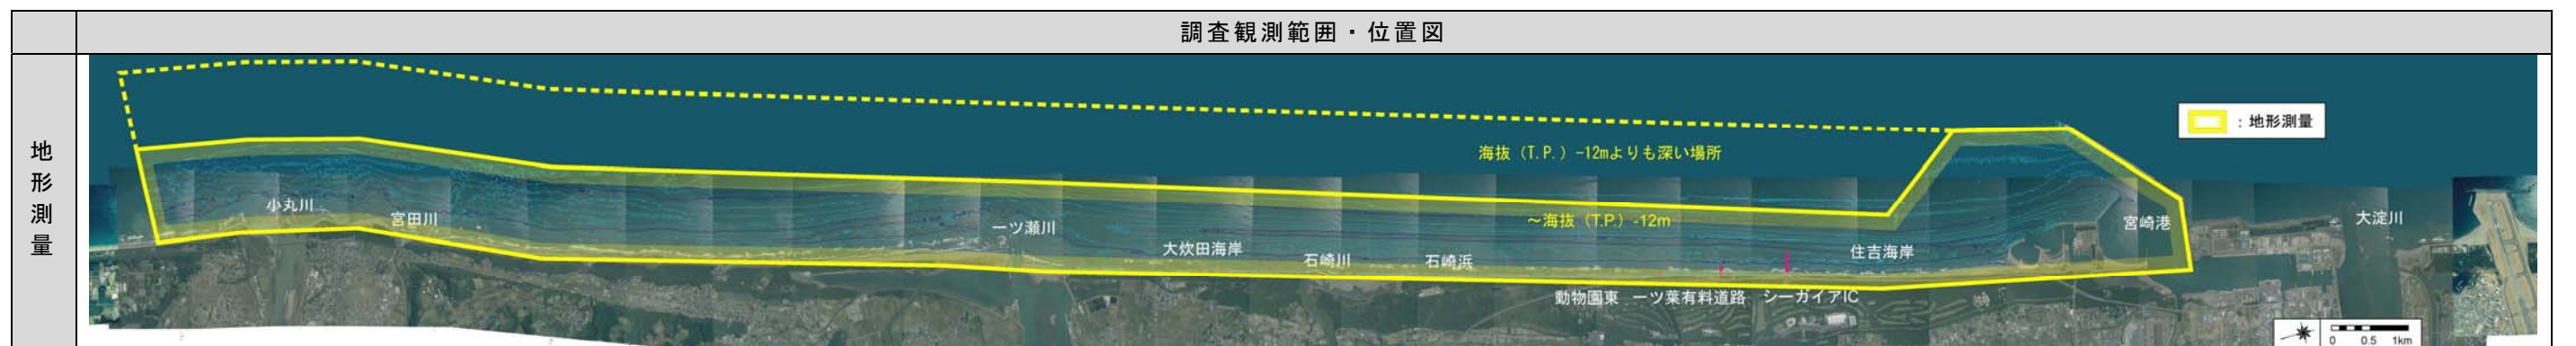 調査観測範囲・位置図
地形測量
：地形測量
海抜（T.P.）-12mよりも深い場所
～海抜（T.P.）-12m
小丸川
宮田川
一ツ瀬川
大炊田海岸
石崎川
石崎浜
住吉海岸
宮崎港
大淀川
動物園東 一ツ葉有料道路 シーガイアIC
0 0.5 1km